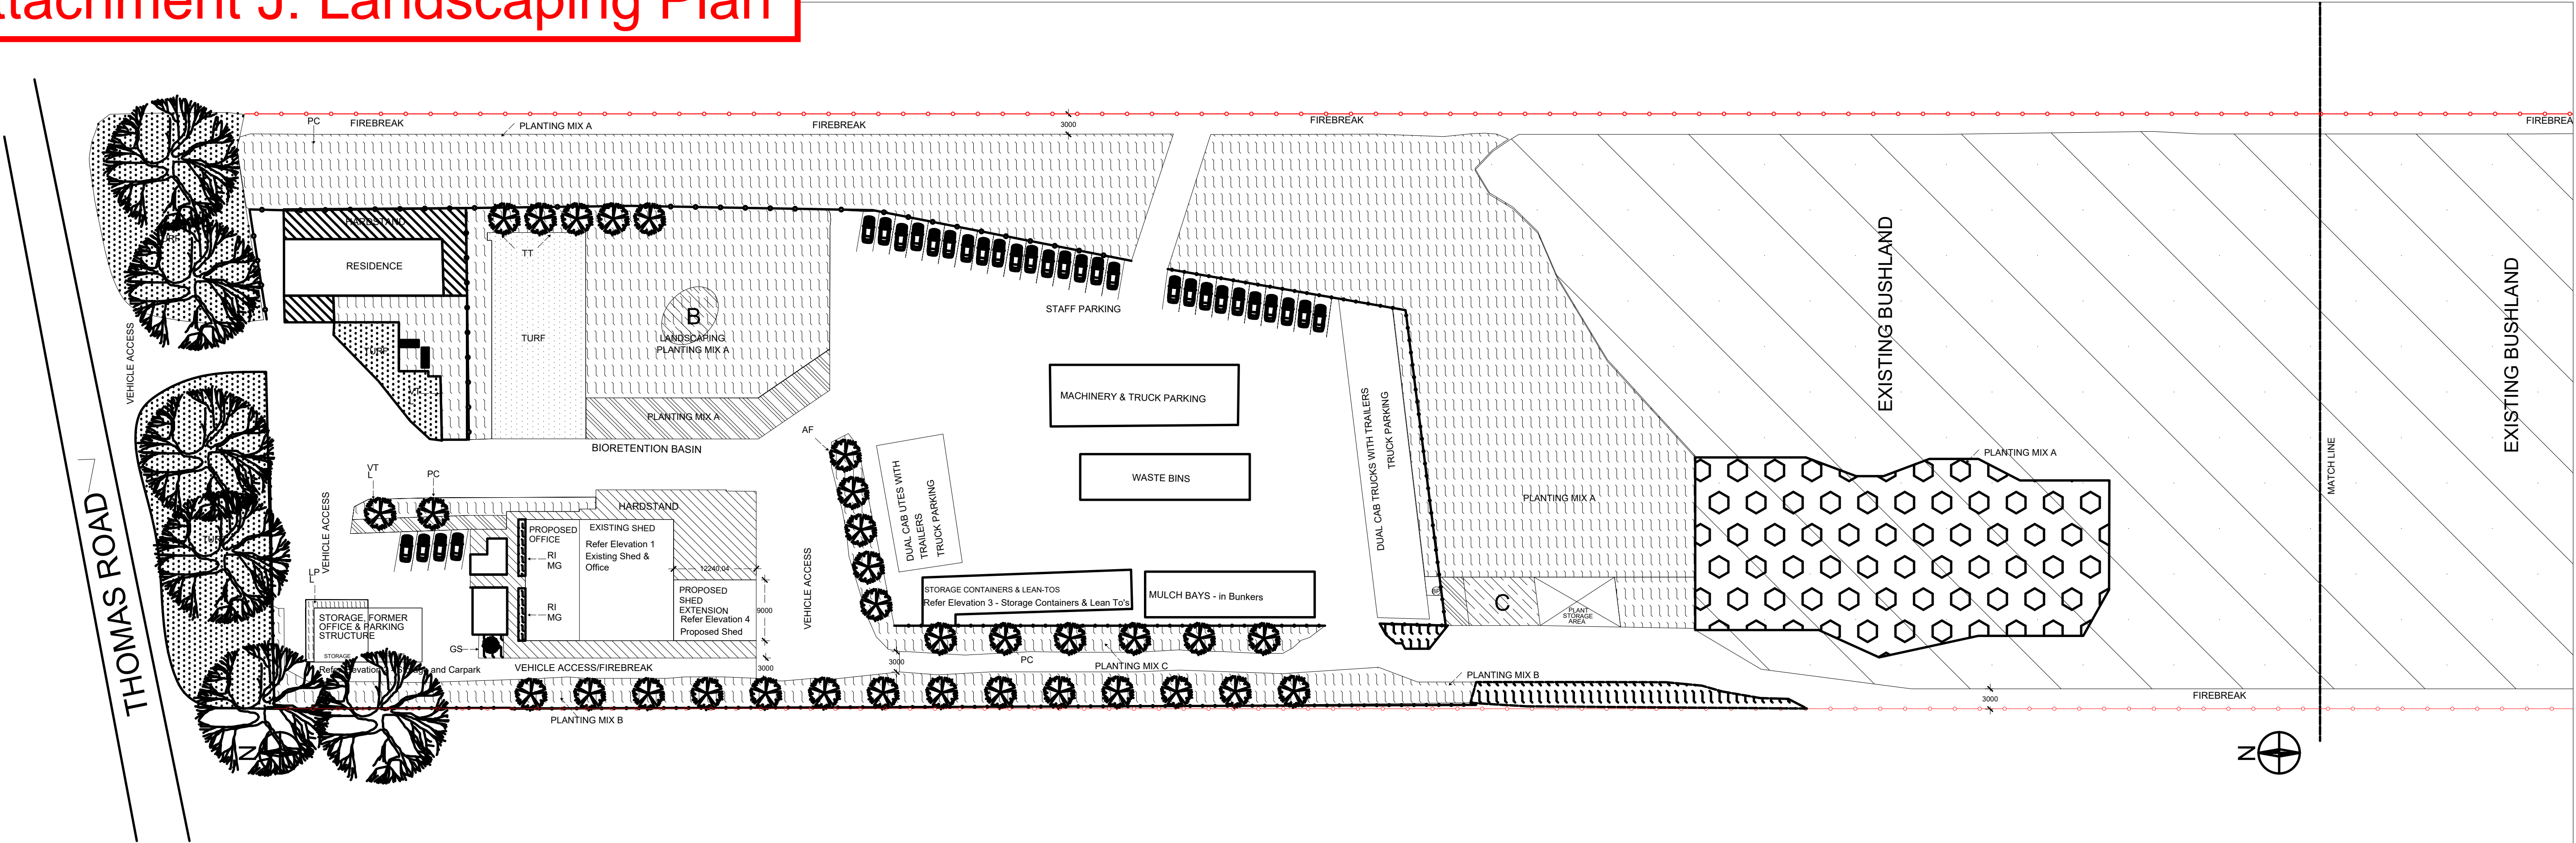 ttachment J: Landscaping Plan
FIREBREAK
PC
PLANTING MIX A
FIREBREAK
3000
FIREBREAK
FIREBREA
HARDSTAND
RESIDENCE
TT
TURF
B
LANDSCAPING
PLANTING MIX A
STAFF PARKING
VEHICLE ACCESS
TURF
VT
PLANTING MIX A
BIORETENTION BASIN
MACHINERY & TRUCK PARKING
WASTE BINS
DUAL CAB TRUCKS WITH TRAILERS
TRUCK PARKING
EXISTING BUSHLAND
EXISTING BUSHLAND
MATCH LINE
PLANTING MIX A
PLANTING MIX A
AF
DUAL CAB UTES WITH
TRAILERS
TRUCK PARKING
THOMAS ROAD
TURF
VT
L
PC
VEHICLE ACCESS
HARDSTAND
PROPOSED
OFFICE
EXISTING SHED
Refer Elevation 1
Existing Shed &
Office
RI
MG
RI
MG
12240,04
9000
PROPOSED
SHED
EXTENSION
Refer Elevation 4
Proposed Shed
VEHICLE ACCESS
STORAGE CONTAINERS & LEAN-TOS
Refer Elevation 3 - Storage Containers & Lean To's
MULCH BAYS - in Bunkers
C
PLANT
STORAGE
AREA
LP
L
STORAGE, FORMER
OFFICE & PARKING
STRUCTURE
STORAGE
GS
VEHICLE ACCESS/FIREBREAK
3000
3000
PC
PLANTING MIX C
PLANTING MIX B
PLANTING MIX B
FIREBREAK
3000
N
N